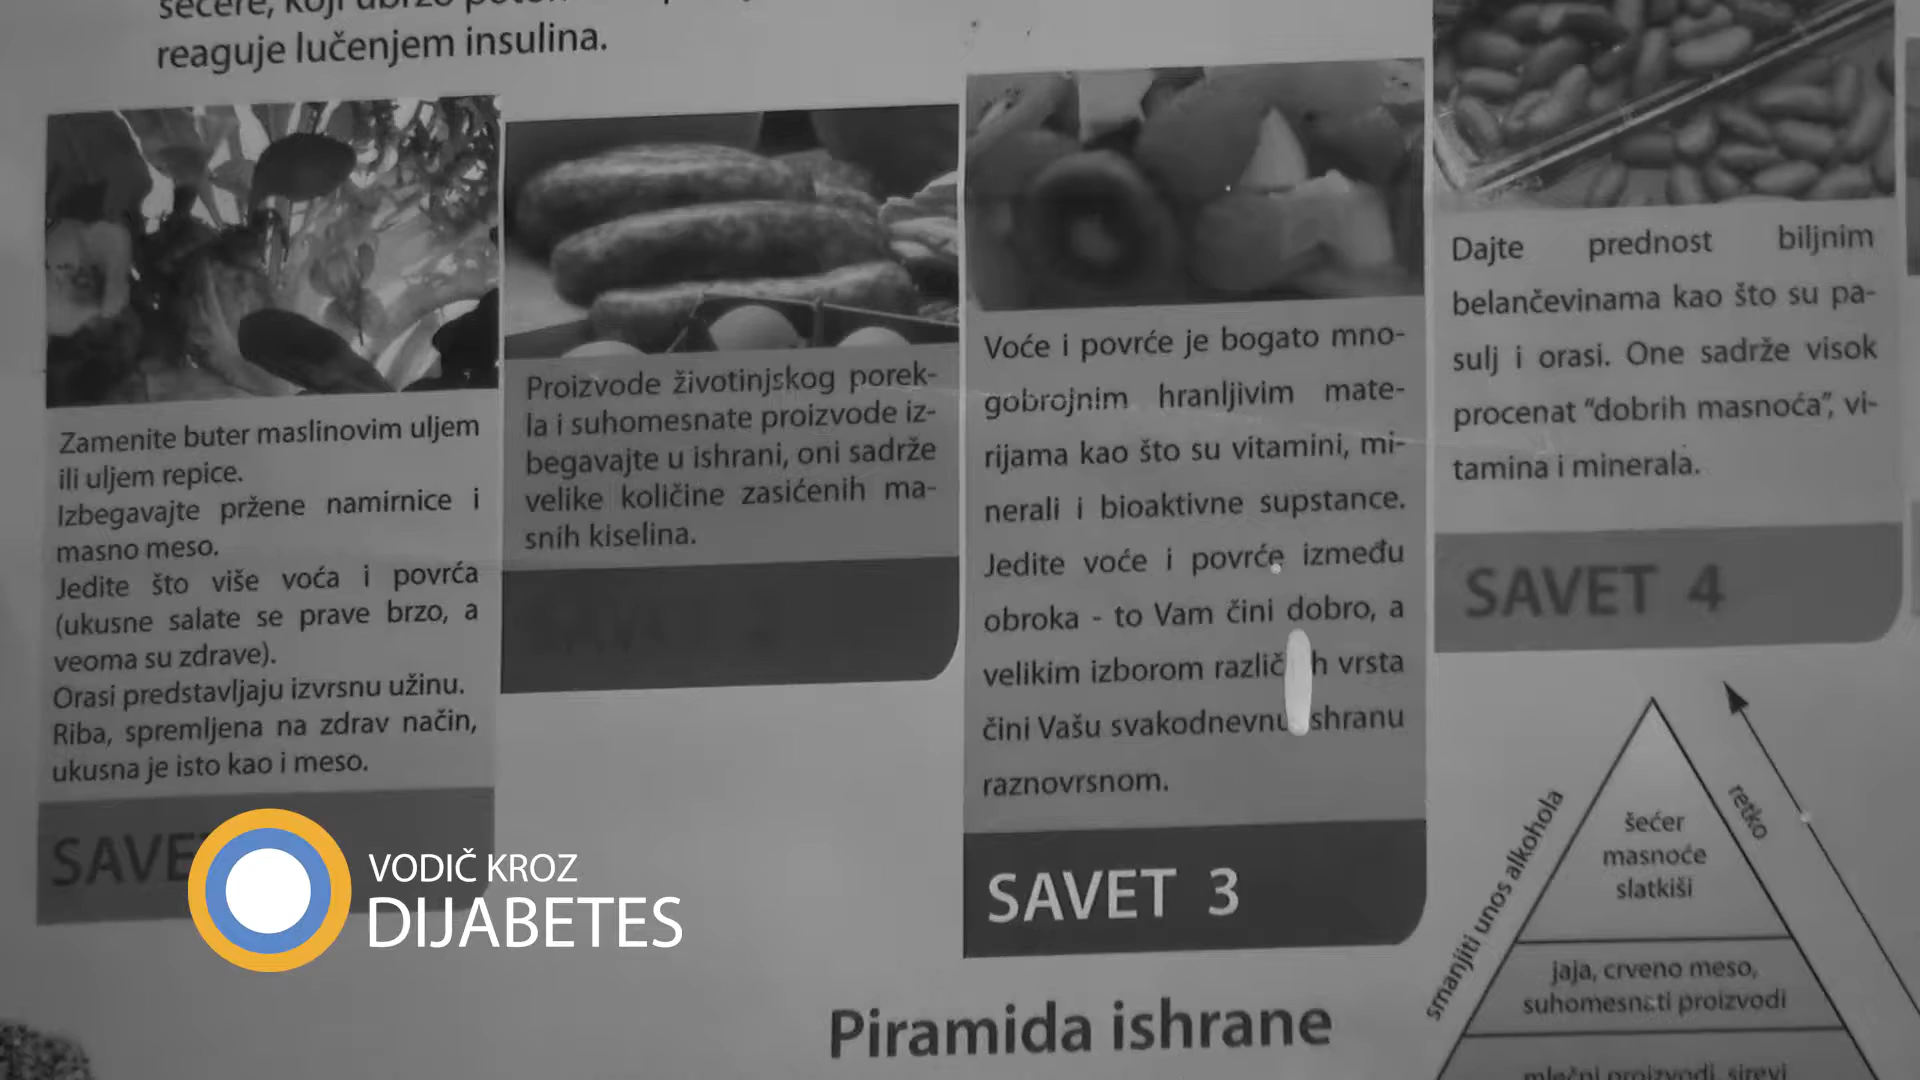 reaguje lučenjem insulina.
Zamenite buter maslinovim uljem
ili uljem repice.
Izbegavajte pržene namirnice i
masno meso.
Jedite što više voća i povrća
(ukusne salate se prave brzo, a
veoma su zdrave).
Orasi predstavljaju izvrsnu užinu.
Riba, spremljena na zdrav način,
ukusna je isto kao i meso.
Proizvode životinjskog porek-
la i suhomesnate proizvode iz-
begavajte u ishrani, oni sadrže
velike količine zasićenih ma-
snih kiselina.
SAVET 2
Voće i povrće je bogato mno-
gobrojnim hranljivim mate-
rijama kao što su vitamini, mi-
nerali i bioaktivne supstance.
Jedite voće i povrće između
obroka - to Vam čini dobro, a
velikim izborom vrsta
čini Vašu svakodnevnu
raznovrsnom.
SAVET 3
Dajte prednost biljnim
belančevinama kao što su pa-
sulj i orasi. One sadrže visok
procenat “dobrih masnoća”, vi-
tamina i minerala.
SAVET 4
VODIČ KROZ
DIJABETES
Piramida ishrane
smanjiti unos alkohola
retko
šećer
masnoće
slatkiši
jaja, crveno meso,
suhomesnati proizvodi
mlečni proizvodi, sirevi